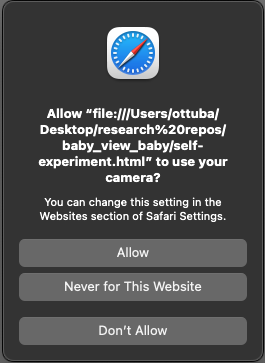 Allow “file:///Users/ottuba/
Desktop/research%20repos/
baby_view_baby/self-
experiment.html” to use your
camera?
You can change this setting in the
Websites section of Safari Settings.
Allow
Never for This Website
Don’t Allow